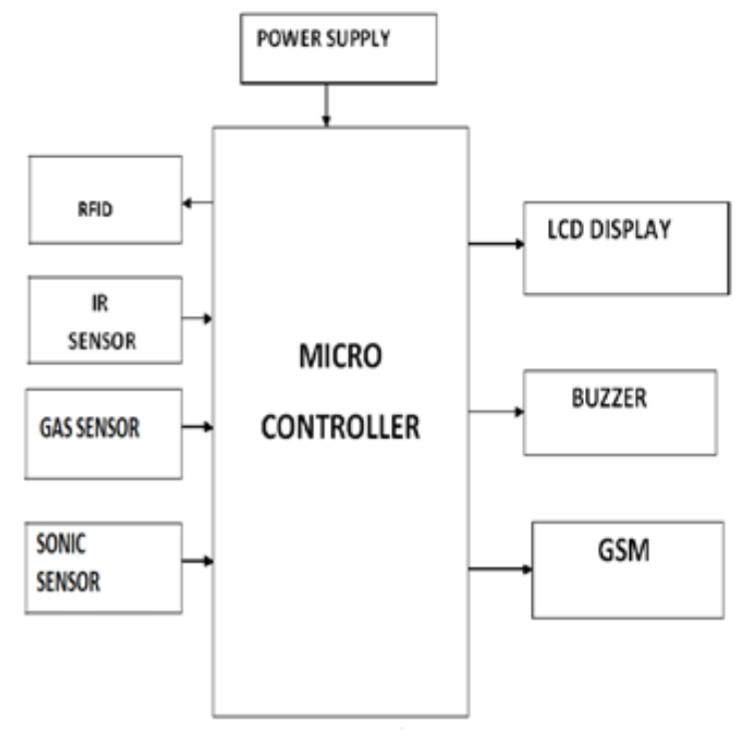 POWER SUPPLY
RFID
IR
SENSOR
GAS SENSOR
SONIC
SENSOR
MICRO
CONTROLLER
LCD DISPLAY
BUZZER
GSM